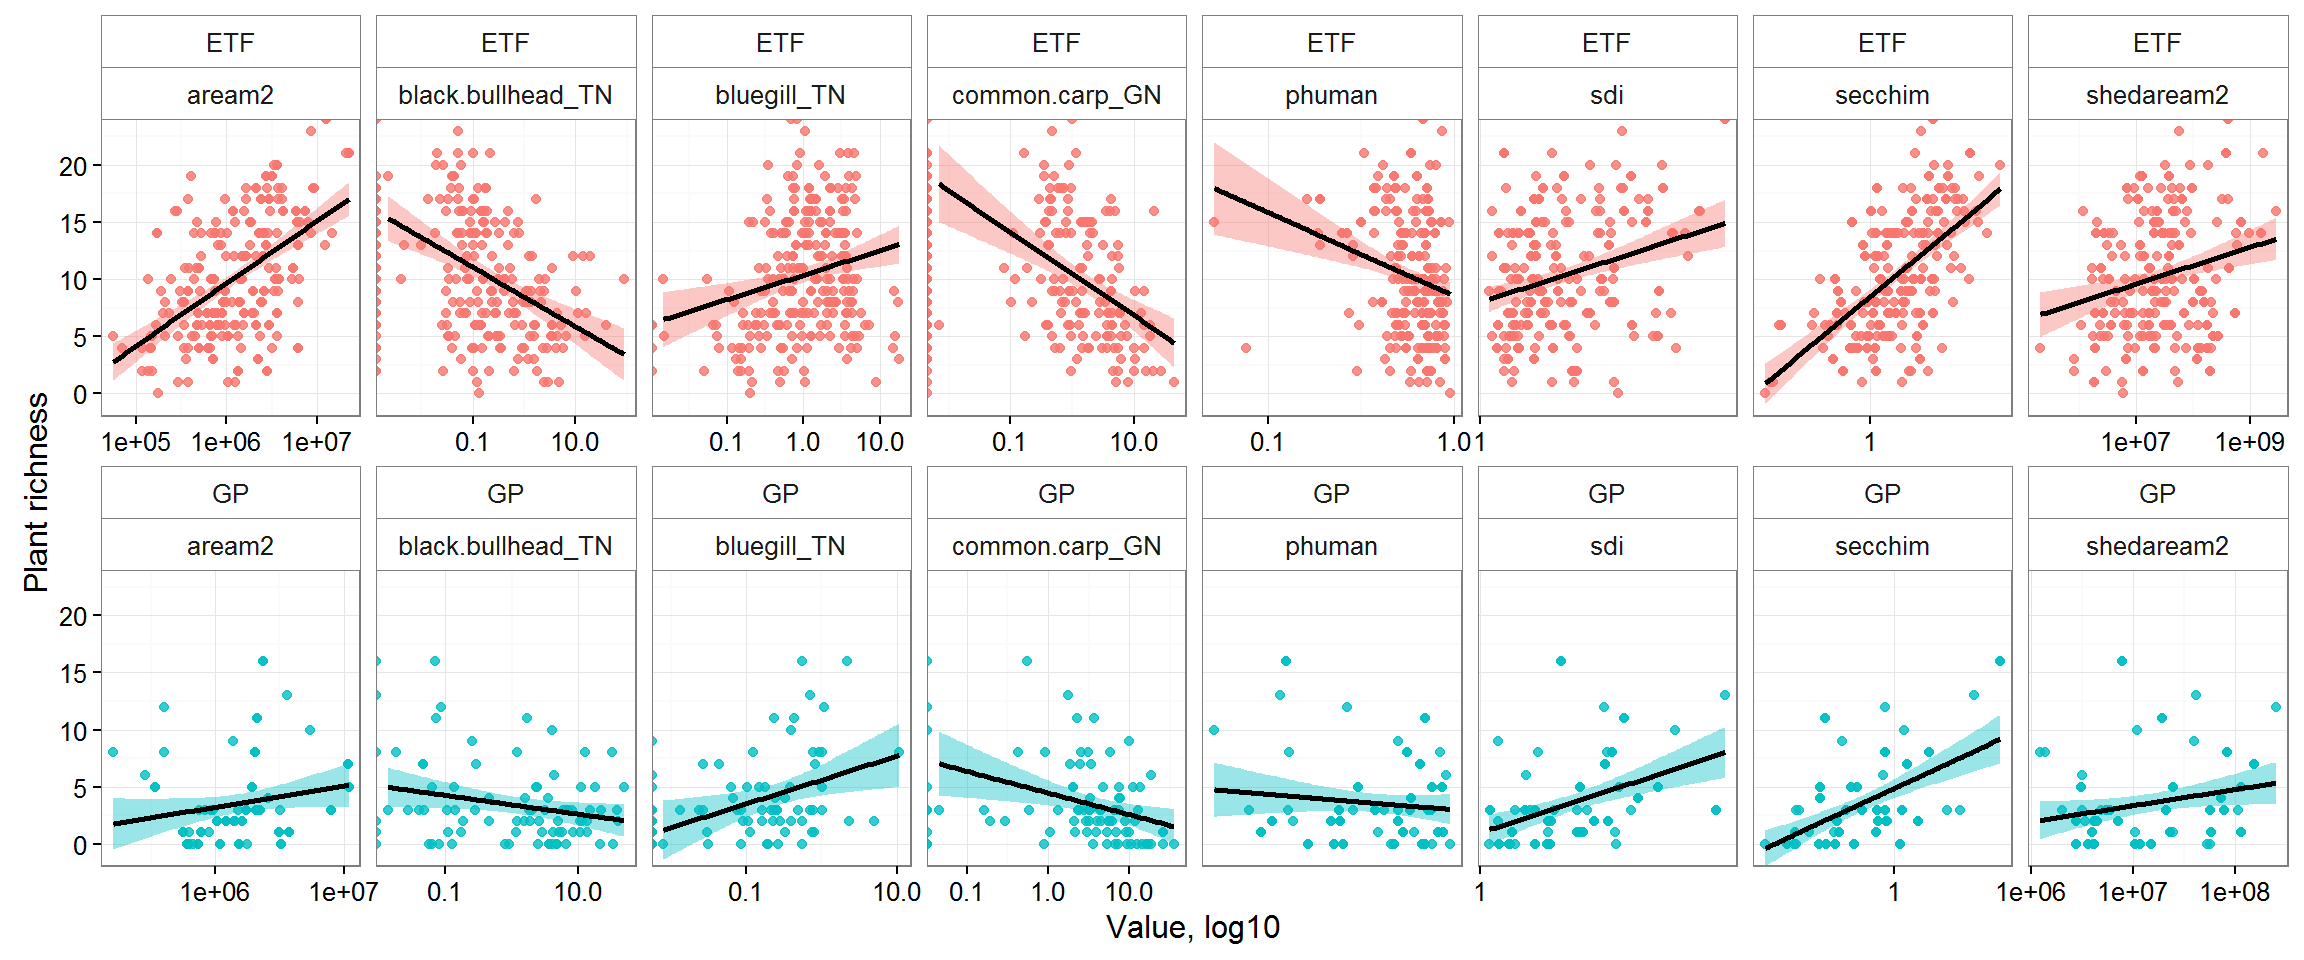 ETF ETF ETF ETF ETF ETF ETF ETF
aream2 black.bullhead_TN bluegill_TN common.carp_GN phuman sdi secchim shedaream2
20
15
10
5
0
1e+05 1e+06 1e+07 0.1 10.0 0.1 1.0 10.0 0.1 10.0 0.1 1.0 1 1 1e+07 1e+09
GP GP GP GP GP GP GP GP
aream2 black.bullhead_TN bluegill_TN common.carp_GN phuman sdi secchim shedaream2
Plant richness
20
15
10
5
0
1e+06 1e+07 0.1 10.0 0.1 10.0 0.1 1.0 10.0 1 1 1e+06 1e+07 1e+08
Value, log10